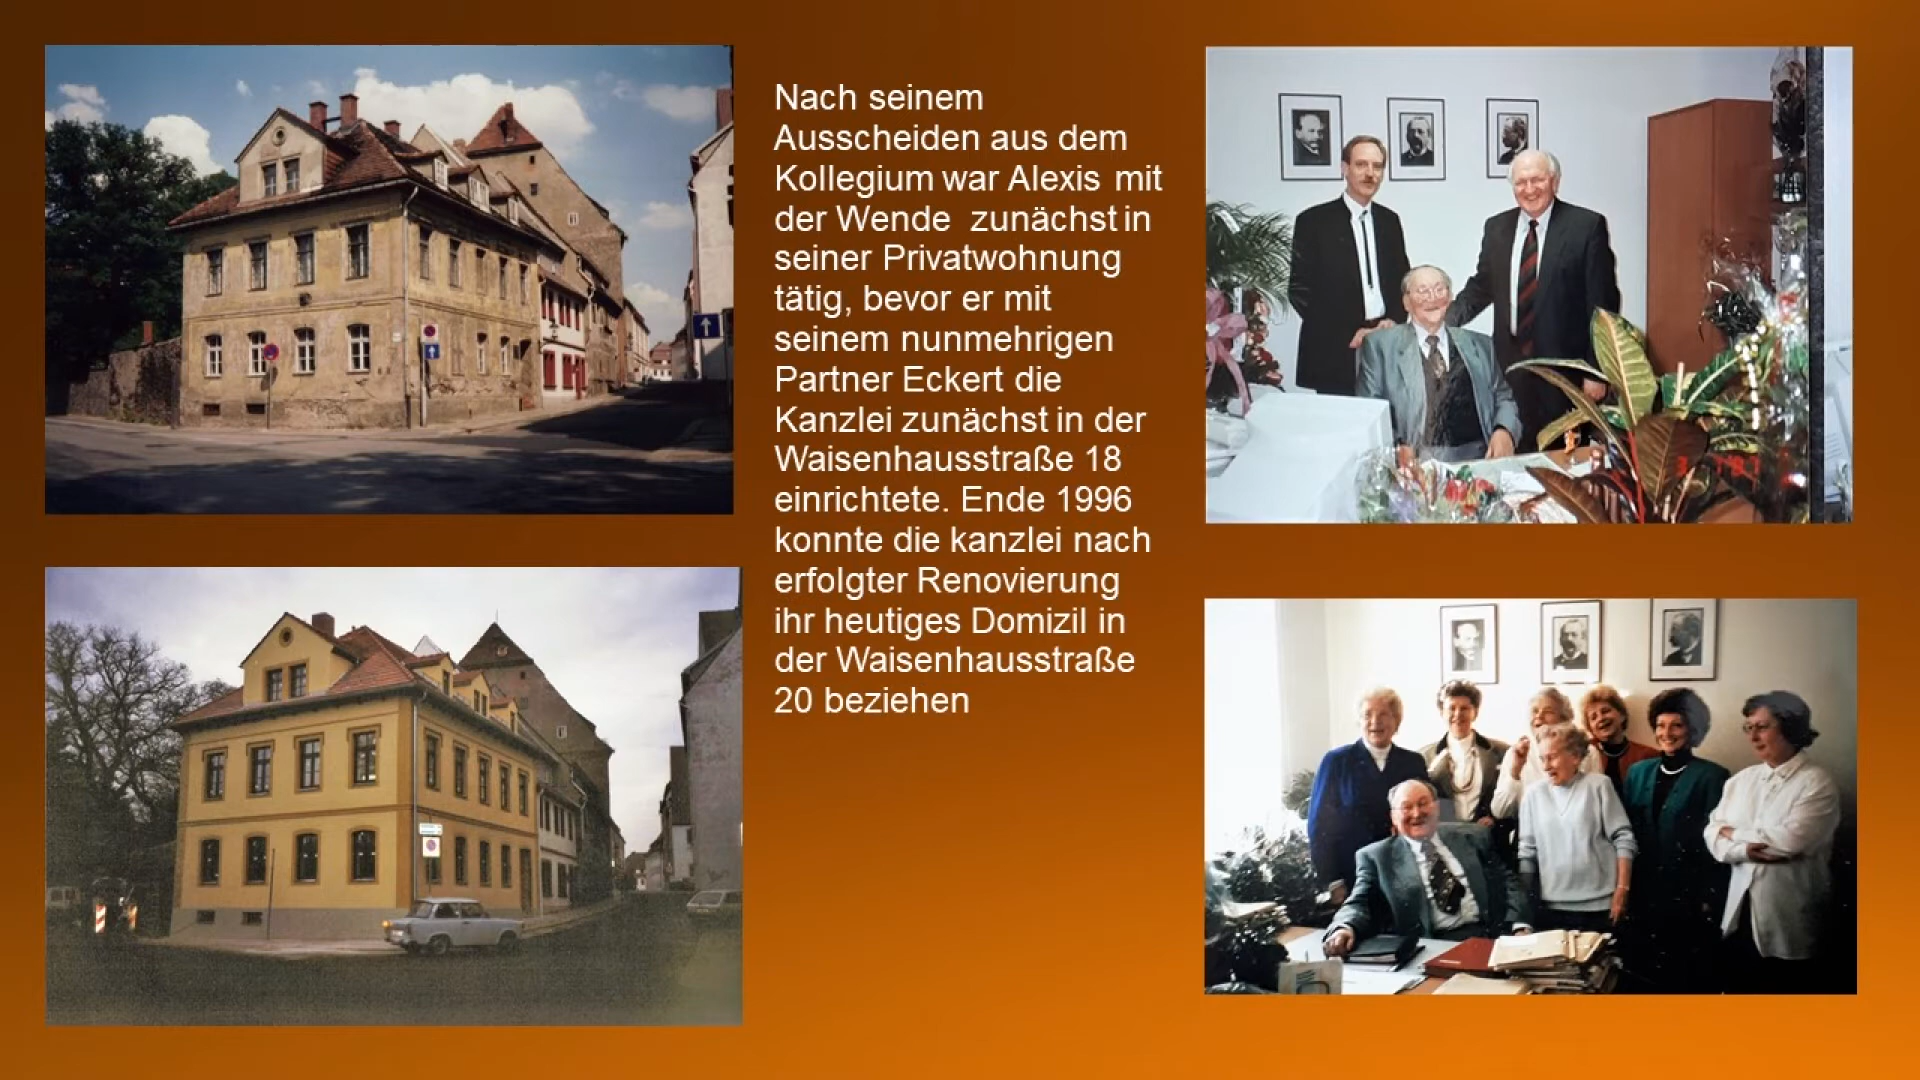 Nach seinem
Ausscheiden aus dem
Kollegium war Alexis mit
der Wende zunächst in
seiner Privatwohnung
tätig, bevor er mit
seinem nunmehrigen
Partner Eckert die
Kanzlei zunächst in der
Waisenhausstraße 18
einrichtete. Ende 1996
konnte die kanzlei nach
erfolgter Renovierung
ihr heutiges Domizil in
der Waisenhausstraße
20 beziehen